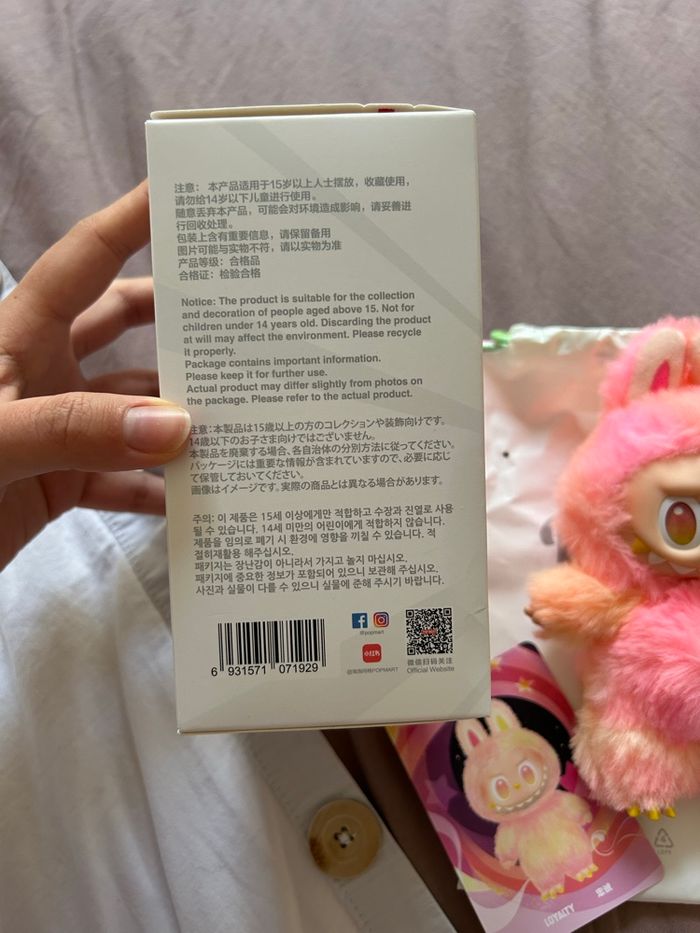 注意: 本产品适用于15岁以上人士摆放，收藏使用，
请勿给14岁以下儿童进行使用。
随意丢弃本产品，可能会对环境造成影响，请妥善进
行回收处理。
包装上含有重要信息，请保留备用
图片可能与实物不符，请以实物为准
产品等级: 合格品
合格证: 检验合格
Notice: The product is suitable for the collection
and decoration of people aged above 15. Not for
children under 14 years old. Discarding the product
at will may affect the environment. Please recycle
it properly.
Package contains important information.
Please keep it for further use.
Actual product may differ slightly from photos on
the package. Please refer to the actual product.
注意:本製品は15歳以上の方のコレクションや装飾向けです。
14歳以下のお子さま向けではございません。
本製品を廃棄する場合、各自治体の分別方法に従ってください。
パッケージには重要な情報が含まれていますので、必要に応じ
て保管しておいてください。
画像はイメージです。実際の商品とは異なる場合があります。
주의: 이 제품은 15세 이상에게만 적합하고 수장과 진열로 사용
될 수 있습니다. 14세 미만의 어린이에게 적합하지 않습니다.
제품을 임의로 폐기 시 환경에 영향을 끼칠 수 있습니다. 적
절히재활용 해주십시오.
패키지는 장난감이 아니라서 가지고 놀지 마십시오.
패키지에 중요한 정보가 포함되어 있으니 보관해 주십시오.
사진과 실물이 다를 수 있으니 실물에 준해 주시기 바랍니다.
6 931571 071929
@popmart
小红书
@泡泡玛特POPMART
微信扫码关注
Official Website
LOYALTY 忠诚